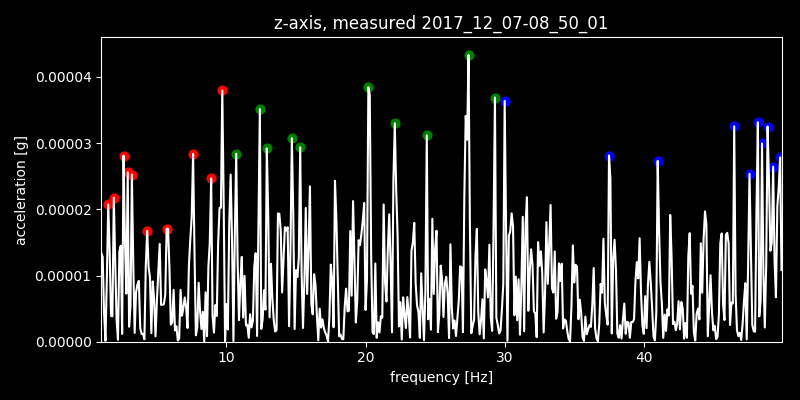 z-axis, measured 2017_12_07-08_50_01
acceleration [g]
0.00004
0.00003
0.00002
0.00001
0.00000
10 20 30 40
frequency [Hz]